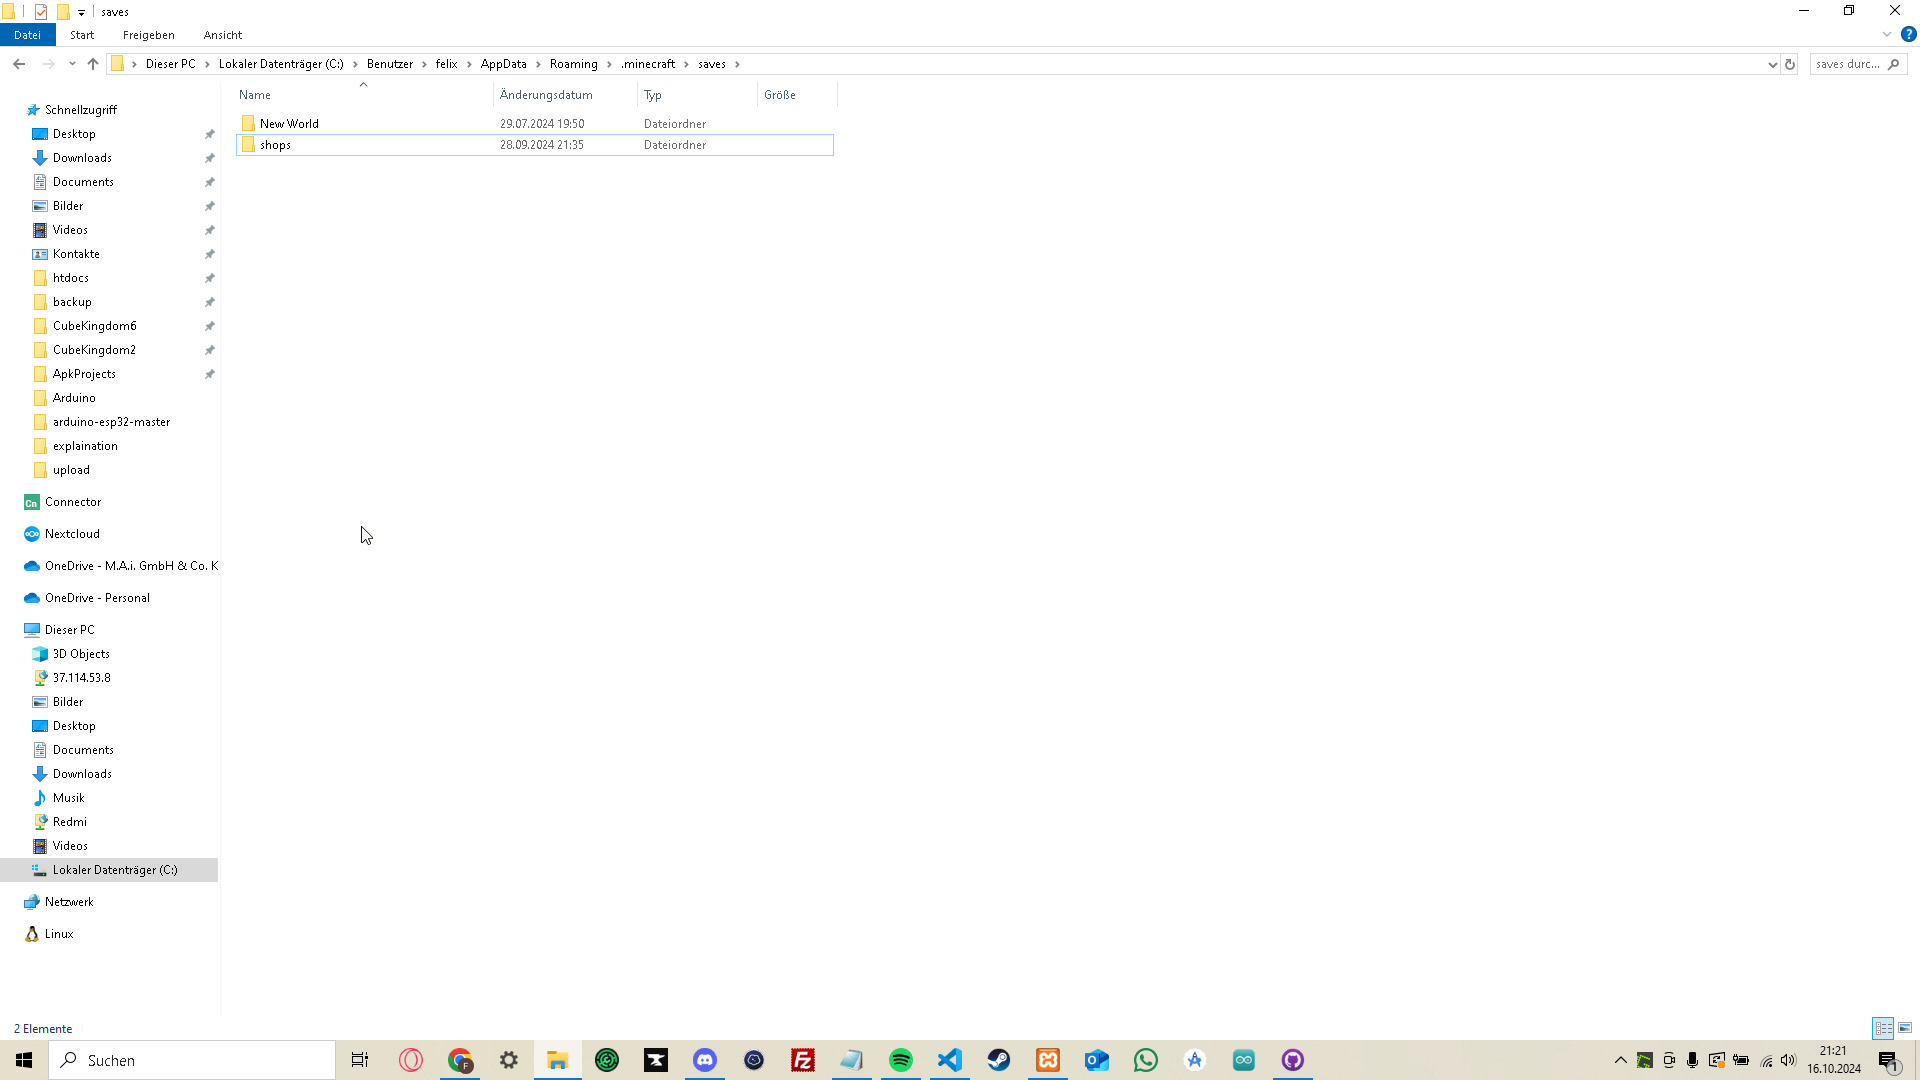 saves
Datei Start Freigeben Ansicht
Dieser PC Lokaler Datenträger (C:) Benutzer felix AppData Roaming .minecraft saves
saves durc...
Name Änderungsdatum Typ Größe
New World 29.07.2024 19:50 Dateiordner
shops 28.09.2024 21:35 Dateiordner
Schnellzugriff
Desktop
Downloads
Documents
Bilder
Videos
Kontakte
htdocs
backup
CubeKingdom6
CubeKingdom2
ApkProjects
Arduino
arduino-esp32-master
explaination
upload
Cn Connector
Nextcloud
OneDrive - M.A.i. GmbH & Co. K
OneDrive - Personal
Dieser PC
3D Objects
37.114.53.8
Bilder
Desktop
Documents
Downloads
Musik
Redmi
Videos
Lokaler Datenträger (C:)
Netzwerk
Linux
2 Elemente
Suchen
F
FZ
21:21
16.10.2024
1